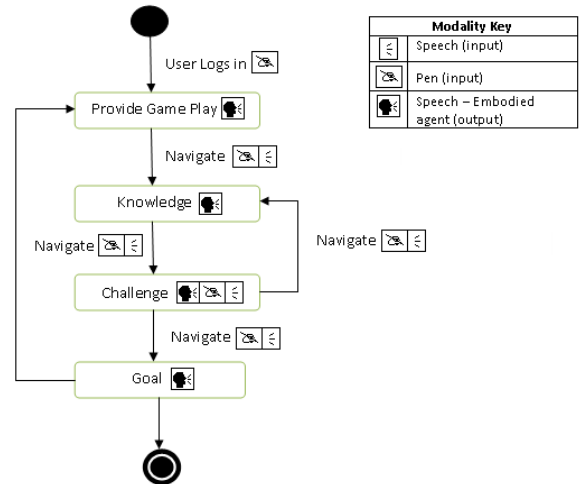 User Logs in
Provide Game Play
Navigate
Knowledge
Navigate
Navigate
Challenge
Navigate
Goal
Modality Key
Speech (input)
Pen (input)
Speech – Embodied
agent (output)